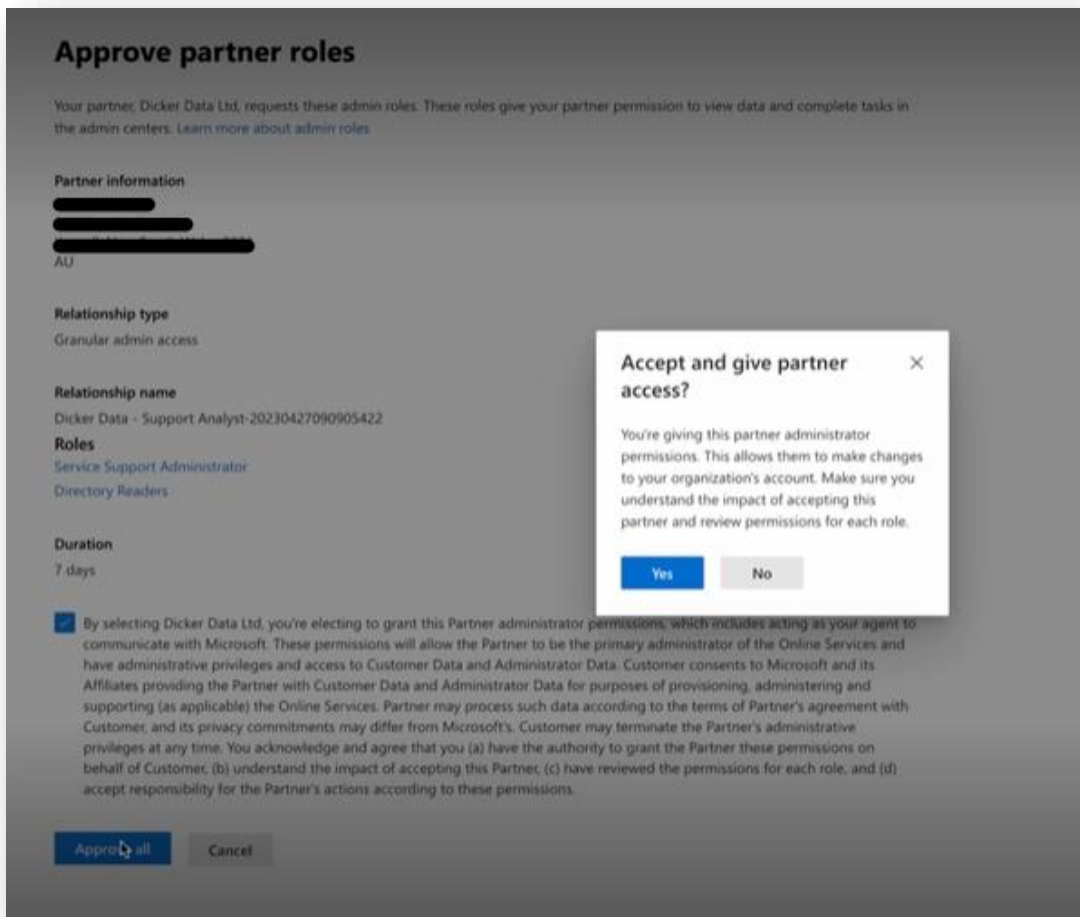 Approve partner roles
Your partner, Dicker Data Ltd, requests these admin roles. These roles give your partner permission to view data and complete tasks in
the admin centers. Learn more about admin roles
Partner information
AU
Relationship type
Granular admin access
Relationship name
Dicker Data - Support Analyst-20230427090905422
Roles
Service Support Administrator
Directory Readers
Duration
7 days
Accept and give partner
access?
You're giving this partner administrator
permissions. This allows them to make changes
to your organization's account. Make sure you
understand the impact of accepting this
partner and review permissions for each role.
Yes No
By selecting Dicker Data Ltd, you're electing to grant this Partner administrator permissions, which includes acting as your agent to
communicate with Microsoft. These permissions will allow the Partner to be the primary administrator of the Online Services and
have administrative privileges and access to Customer Data and Administrator Data. Customer consents to Microsoft and its
Affiliates providing the Partner with Customer Data and Administrator Data for purposes of provisioning, administering and
supporting (as applicable) the Online Services. Partner may process such data according to the terms of Partner's agreement with
Customer, and its privacy commitments may differ from Microsoft's. Customer may terminate the Partner's administrative
privileges at any time. You acknowledge and agree that you (a) have the authority to grant the Partner these permissions on
behalf of Customer, (b) understand the impact of accepting this Partner, (c) have reviewed the permissions for each role, and (d)
accept responsibility for the Partner's actions according to these permissions.
Approve all Cancel